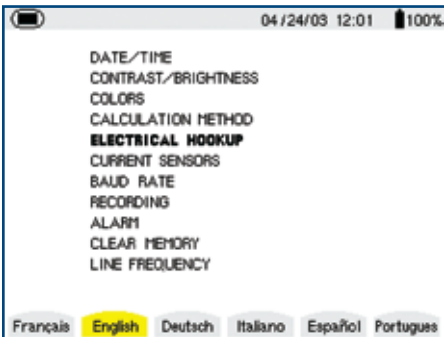 04/24/03 12:01 100%
DATE/TIME
CONTRAST/BRIGHTNESS
COLORS
CALCULATION METHOD
ELECTRICAL HOOKUP
CURRENT SENSORS
BAUD RATE
RECORDING
ALARM
CLEAR MEMORY
LINE FREQUENCY
Français English Deutsch Italiano Español Portugues